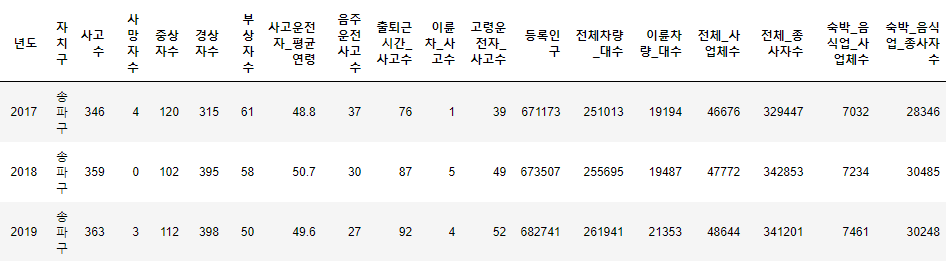 년도 자치구 사고수 사망자수 중상자수 경상자수 부상자수 사고운전자_평균연령 음주운전사고수 출퇴근시간_사고수 이륜차_사고수 고령운전자_사고수 등록인구 전체차량_대수 이륜차량_대수 전체_사업체수 전체_종사자수 숙박_음식업_사업체수 숙박_음식업_종사자수
2017 송파구 346 4 120 315 61 48.8 37 76 1 39 671173 251013 19194 46676 329447 7032 28346
2018 송파구 359 0 102 395 58 50.7 30 87 5 49 673507 255695 19487 47772 342853 7234 30485
2019 송파구 363 3 112 398 50 49.6 27 92 4 52 682741 261941 21353 48644 341201 7461 30248